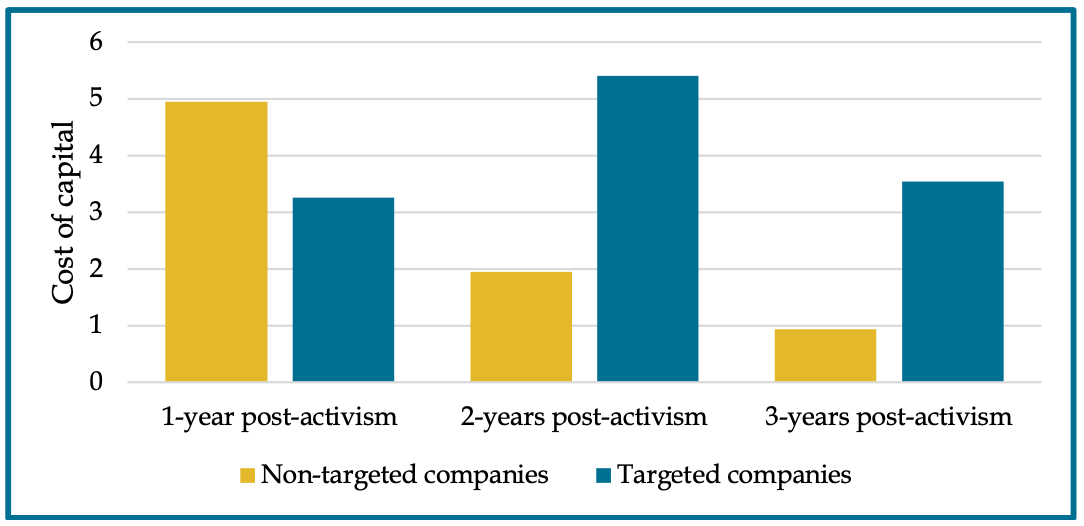 Cost of capital
6
5
4
3
2
1
0
1-year post-activism
2-years post-activism
3-years post-activism
Non-targeted companies
Targeted companies